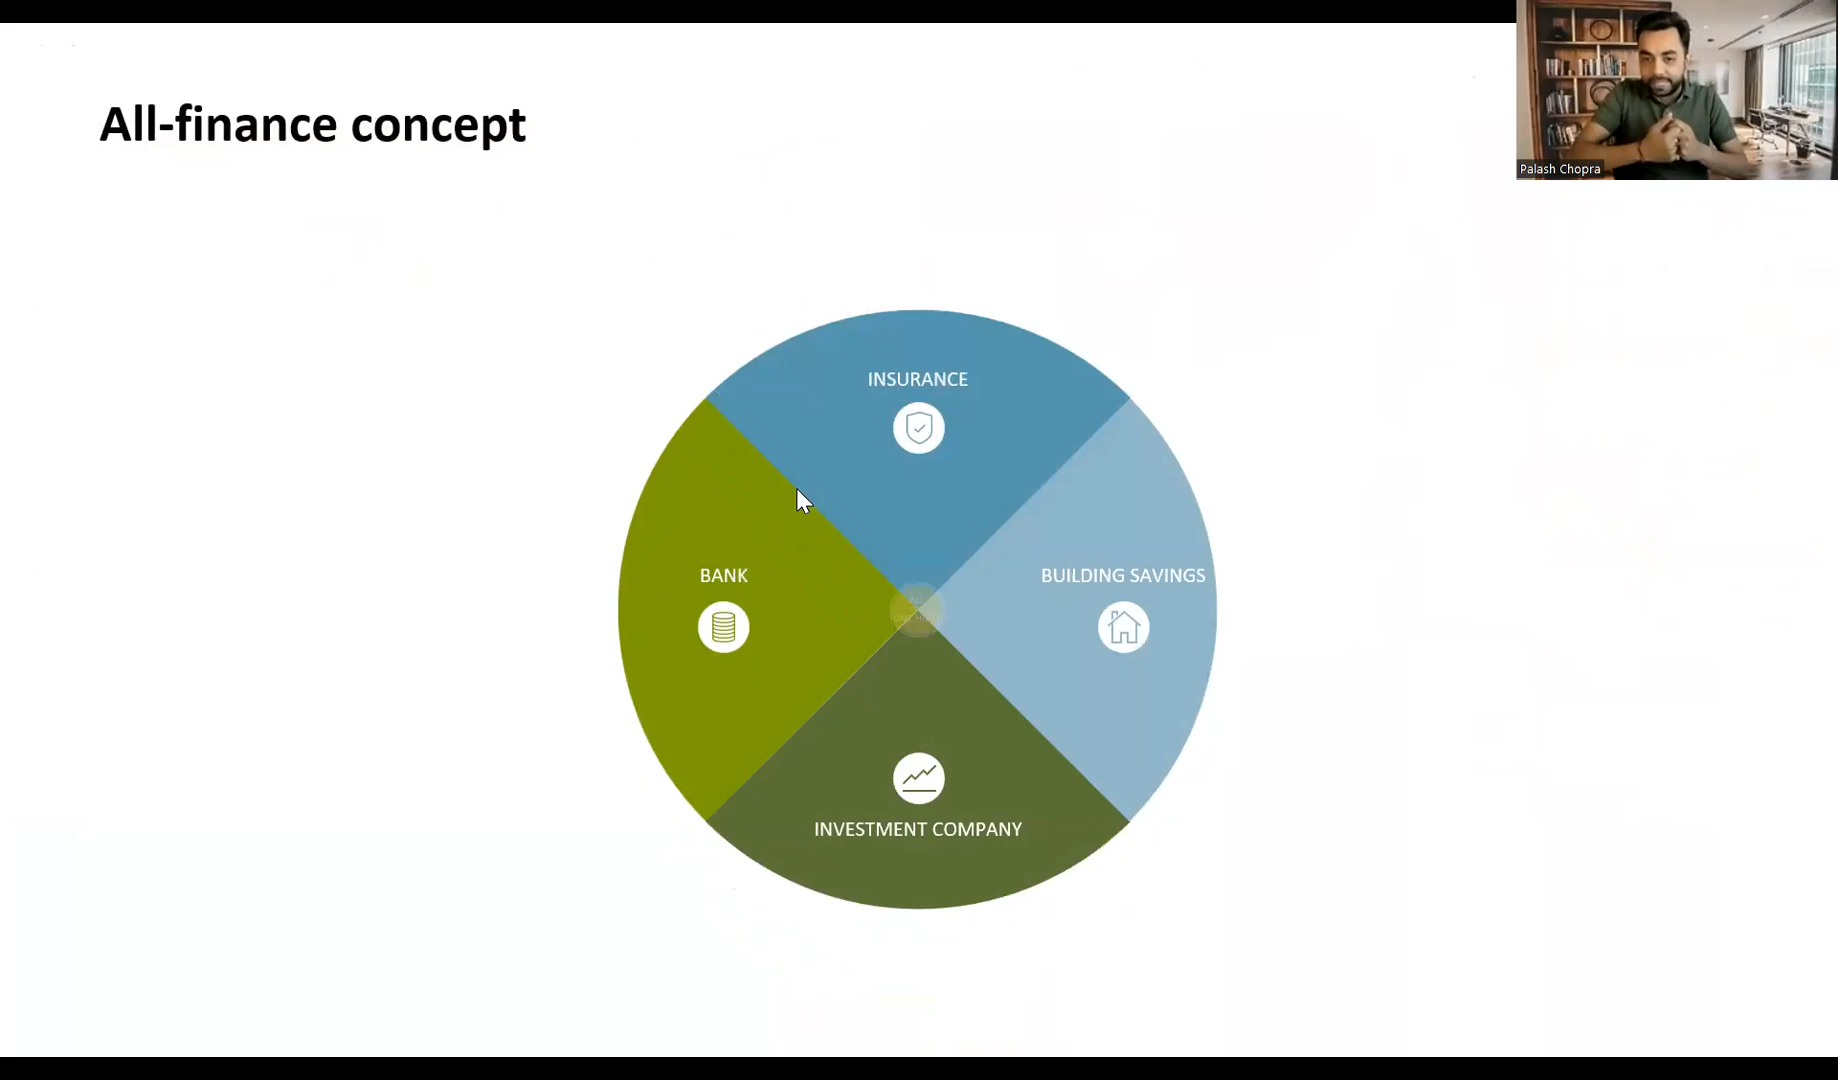 All-finance concept
Palash Chopra
INSURANCE
BANK
BUILDING SAVINGS
INVESTMENT COMPANY